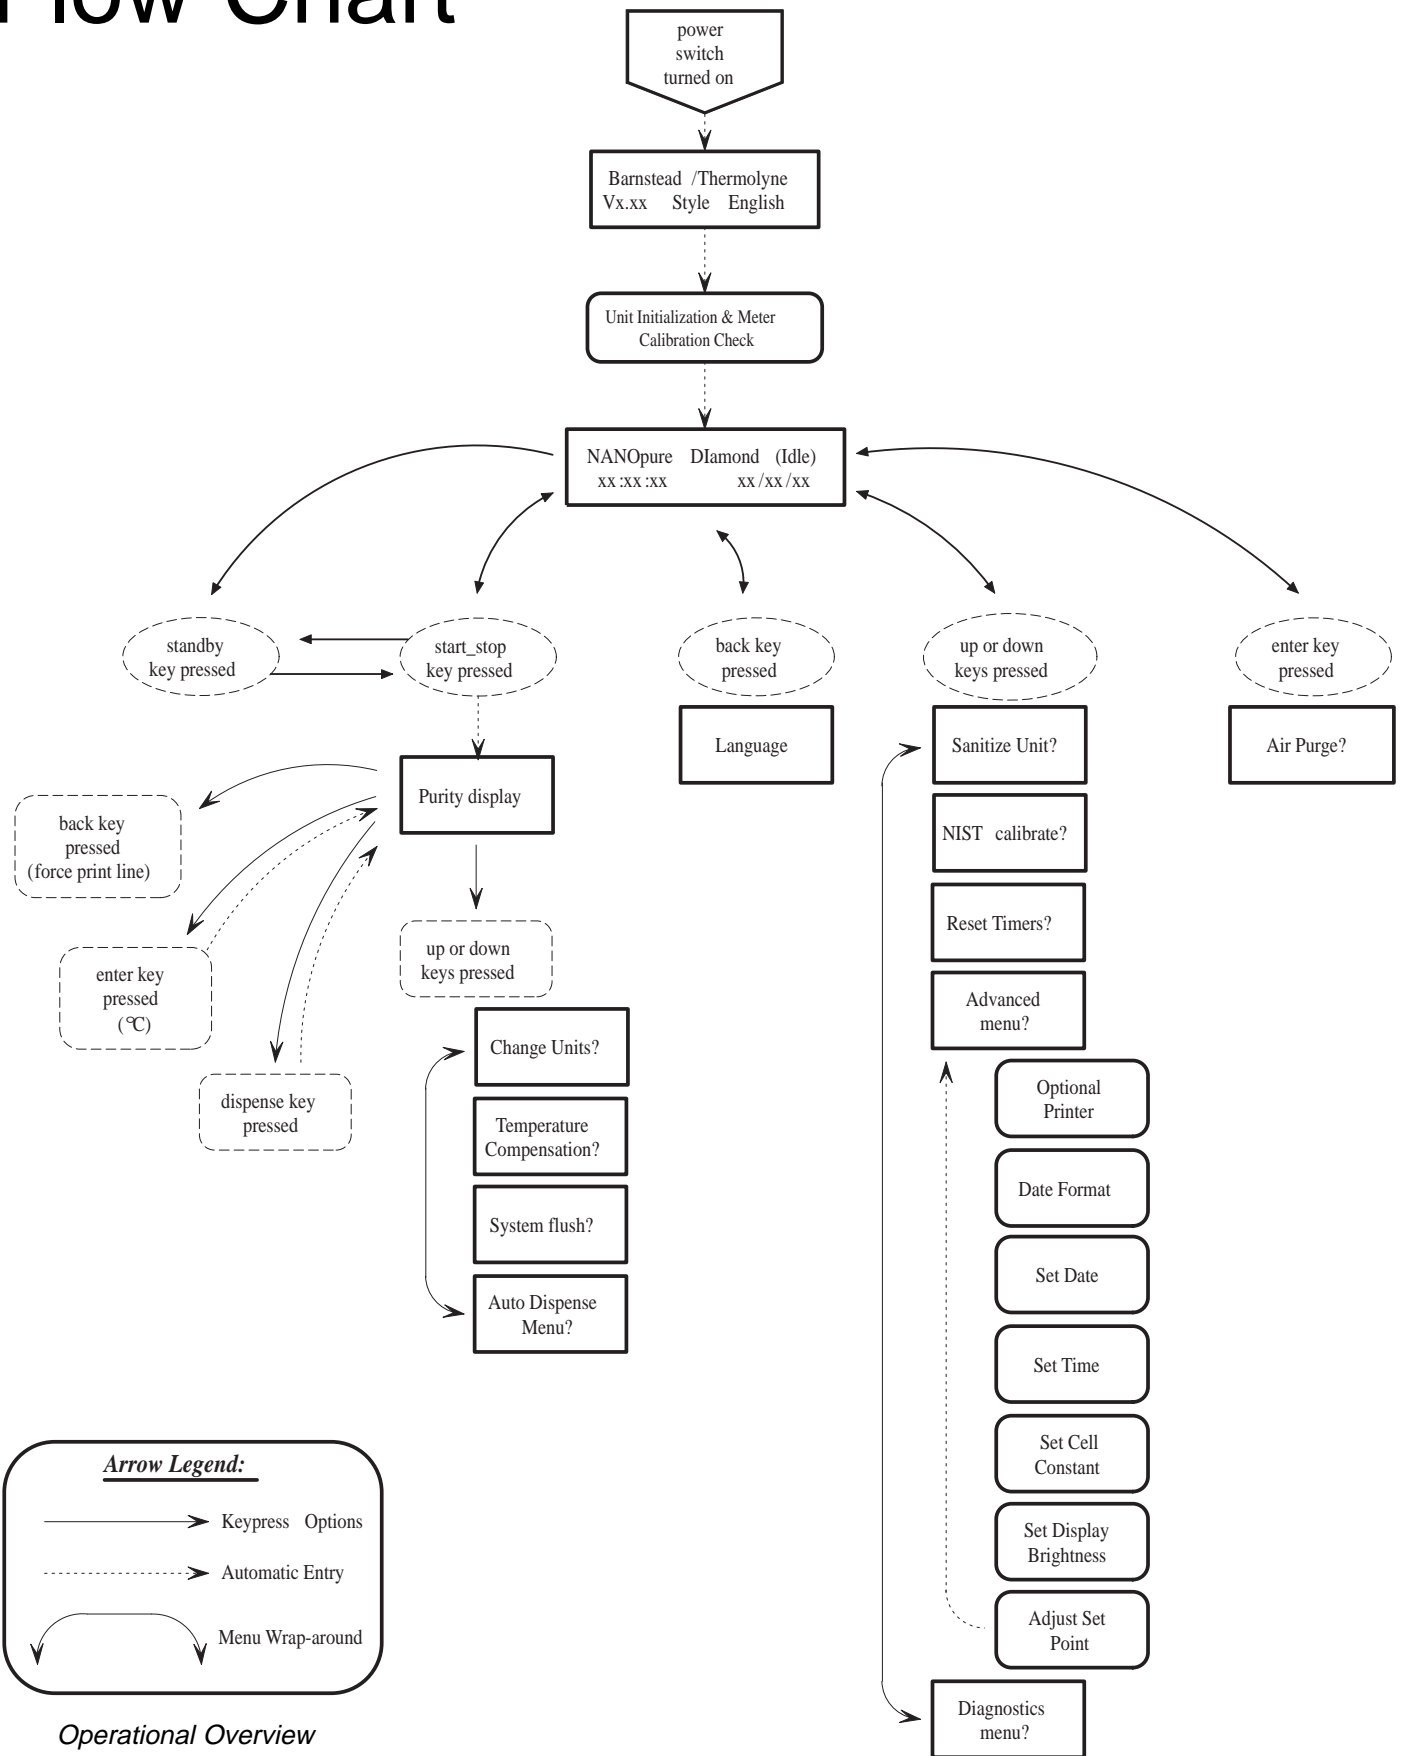 Flow Chart
power
switch
turned on
Barnstead /Thermolyne
Vx.xx Style English
Unit Initialization & Meter
Calibration Check
NANOpure DIamond (Idle)
xx:xx:xx xx/xx/xx
standby
key pressed
start_stop
key pressed
back key
pressed
up or down
keys pressed
enter key
pressed
Language
Sanitize Unit?
Air Purge?
Purity display
NIST calibrate?
back key
pressed
(force print line)
Reset Timers?
up or down
keys pressed
enter key
pressed
(°C)
Advanced
menu?
Change Units?
dispense key
pressed
Optional
Printer
Temperature
Compensation?
Date Format
System flush?
Set Date
Auto Dispense
Menu?
Set Time
Set Cell
Constant
Set Display
Brightness
Adjust Set
Point
Diagnostics
menu?
Arrow Legend:
Keypress Options
Automatic Entry
Menu Wrap-around
Operational Overview